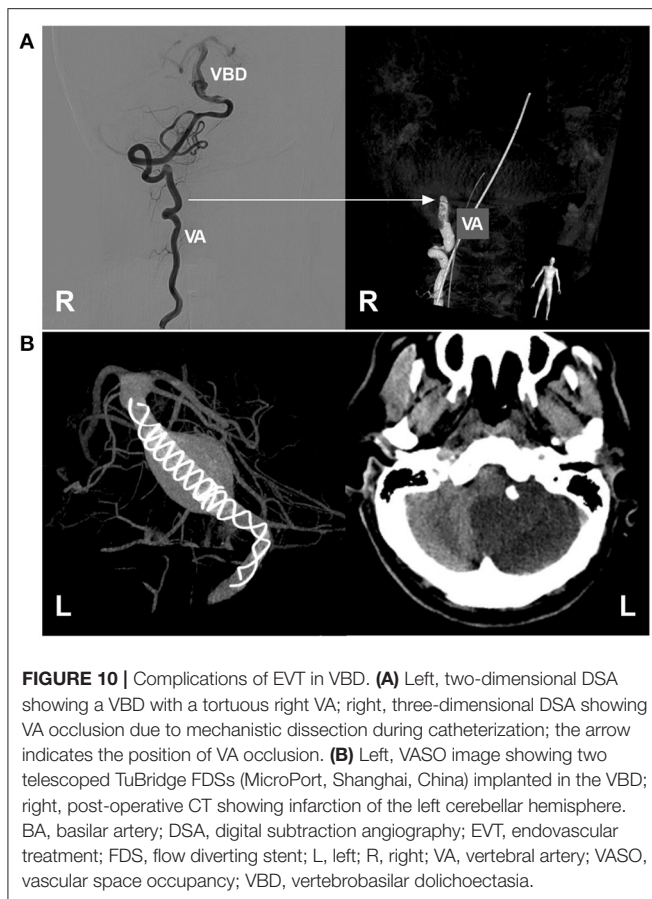 A
VBD
VA
R
VA
R
B
L
L
FIGURE 10 | Complications of EVT in VBD. (A) Left, two-dimensional DSA
showing a VBD with a tortuous right VA; right, three-dimensional DSA showing
VA occlusion due to mechanistic dissection during catheterization; the arrow
indicates the position of VA occlusion. (B) Left, VASO image showing two
telescoped TuBridge FDSs (MicroPort, Shanghai, China) implanted in the VBD;
right, post-operative CT showing infarction of the left cerebellar hemisphere.
BA, basilar artery; DSA, digital subtraction angiography; EVT, endovascular
treatment; FDS, flow diverting stent; L, left; R, right; VA, vertebral artery; VASO,
vascular space occupancy; VBD, vertebrobasilar dolichoectasia.